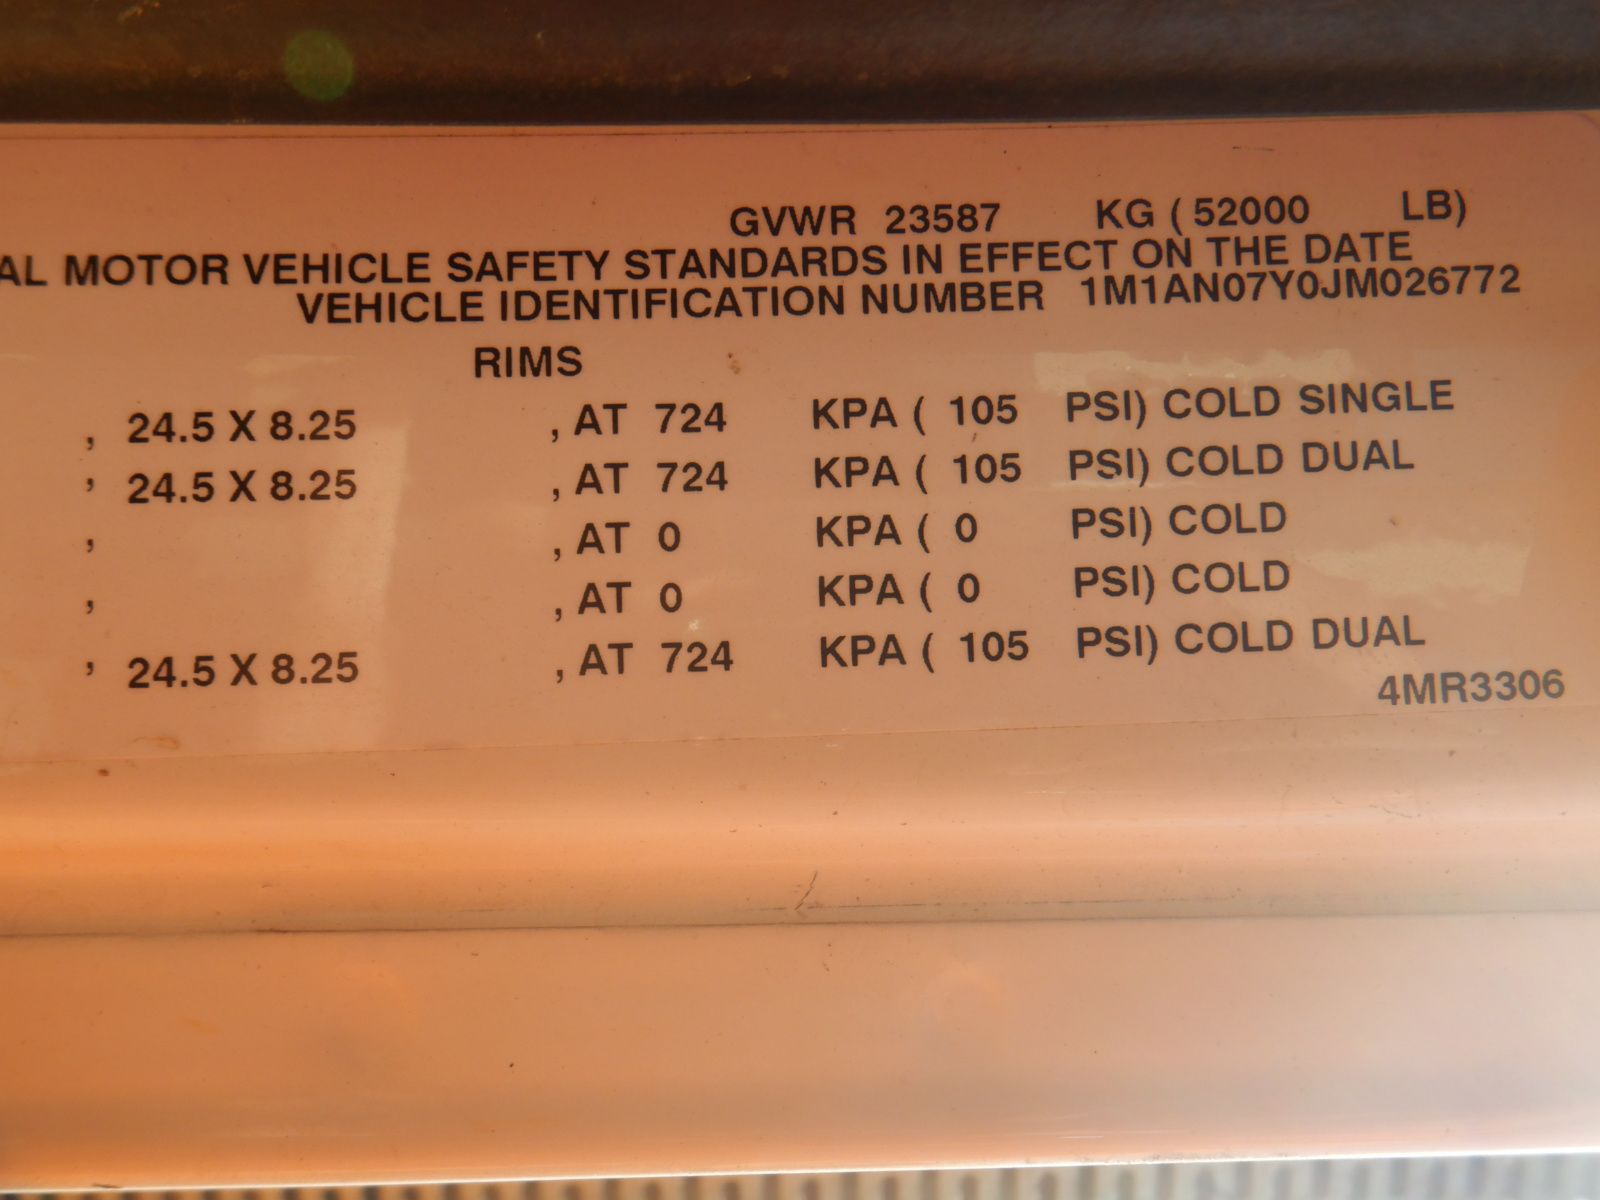 GVWR 23587 KG ( 52000 LB)
AL MOTOR VEHICLE SAFETY STANDARDS IN EFFECT ON THE DATE
VEHICLE IDENTIFICATION NUMBER 1M1AN07Y0JM026772
RIMS
, 24.5 X 8.25 , AT 724 KPA ( 105 PSI) COLD SINGLE
, 24.5 X 8.25 , AT 724 KPA ( 105 PSI) COLD DUAL
, , AT 0 KPA ( 0 PSI) COLD
, , AT 0 KPA ( 0 PSI) COLD
, 24.5 X 8.25 , AT 724 KPA ( 105 PSI) COLD DUAL
4MR3306